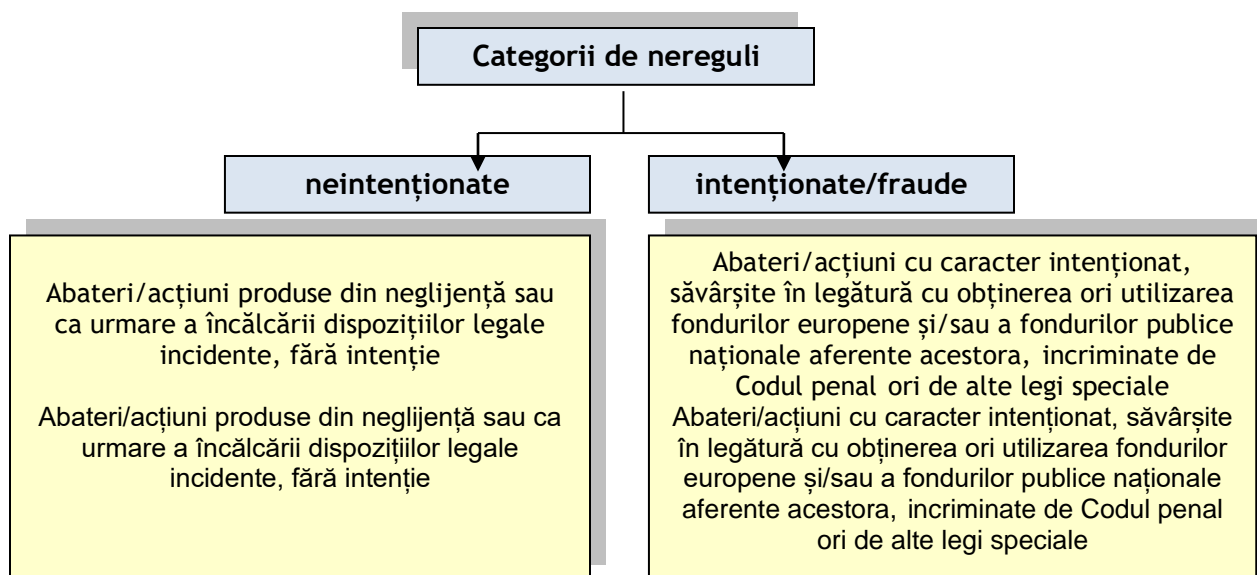 Categorii de nereguli
neintenționate
intenționate/fraude
Abateri/acțiuni produse din neglijență sau
ca urmare a încălcării dispozițiilor legale
incidente, fără intenție
Abateri/acțiuni produse din neglijență sau ca
urmare a încălcării dispozițiilor legale
incidente, fără intenție
Abateri/acțiuni cu caracter intenționat,
săvârșite în legătură cu obținerea ori utilizarea
fondurilor europene și/sau a fondurilor publice
naționale aferente acestora, incriminate de
Codul penal ori de alte legi speciale
Abateri/acțiuni cu caracter intenționat, săvârșite
în legătură cu obținerea ori utilizarea fondurilor
europene și/sau a fondurilor publice naționale
aferente acestora, incriminate de Codul penal
ori de alte legi speciale